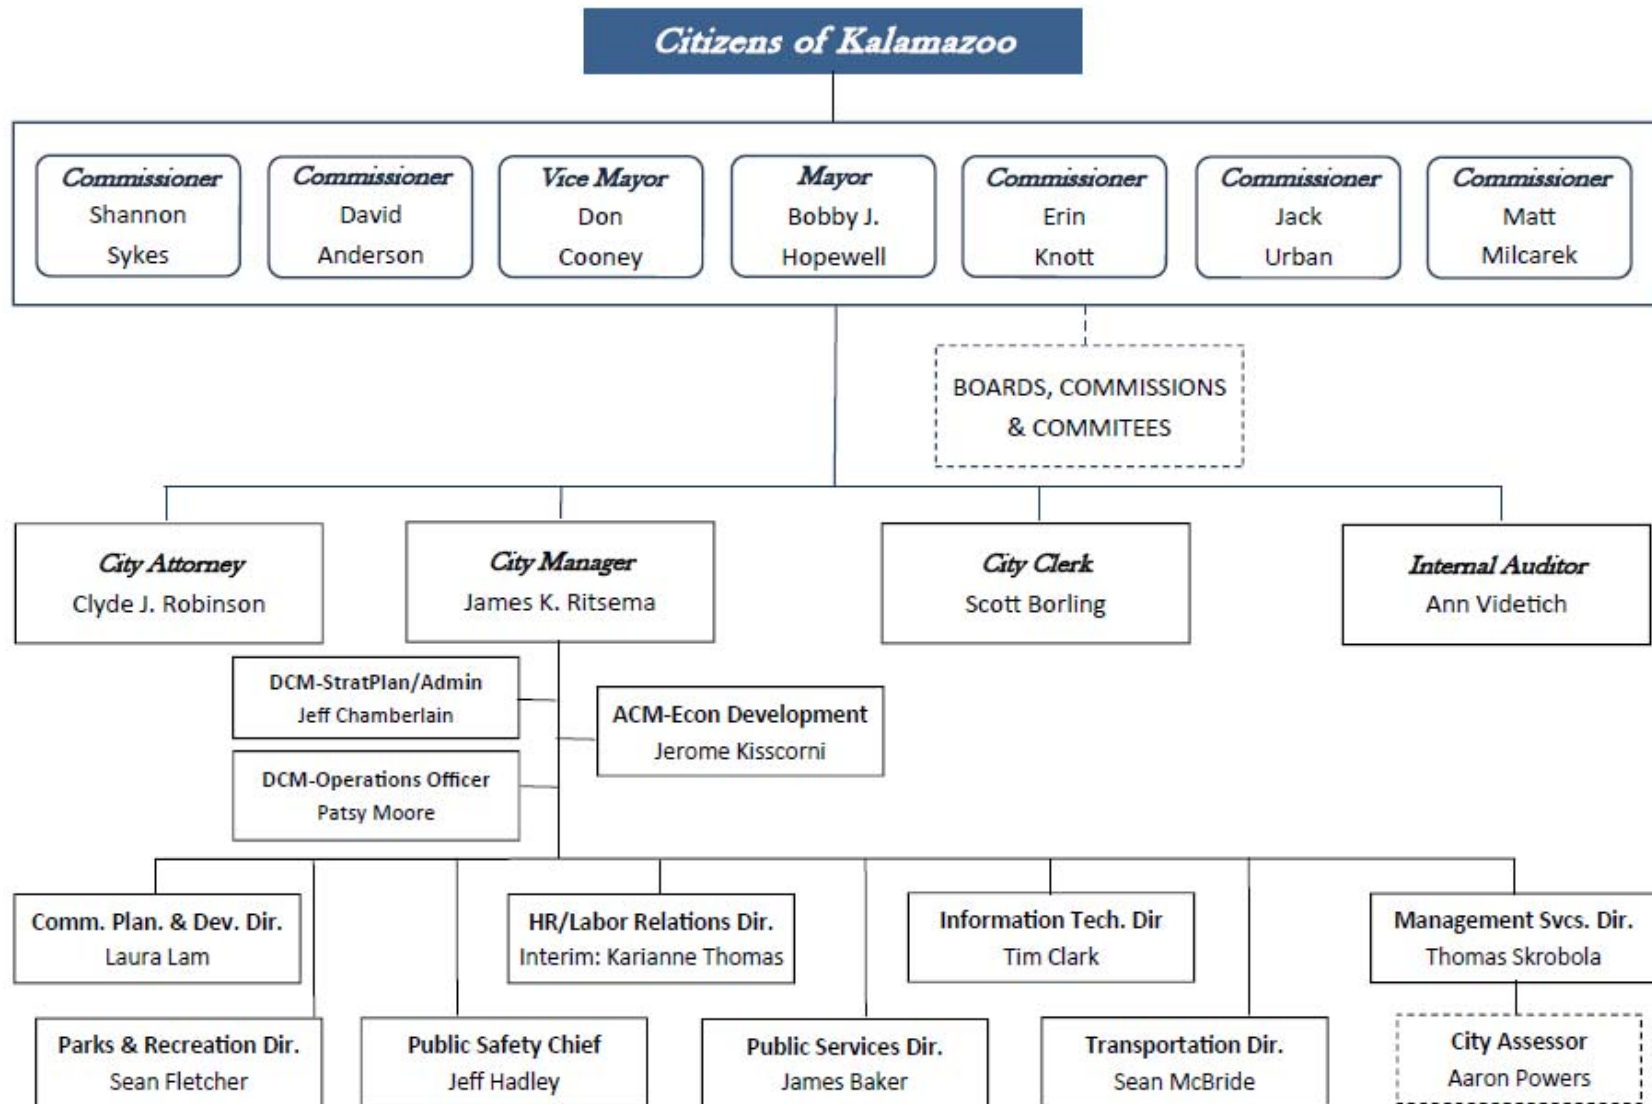 Citizens of Kalamazoo
Commissioner
Shannon
Sykes
Commissioner
David
Anderson
Vice Mayor
Don
Cooney
Mayor
Bobby J.
Hopewell
Commissioner
Erin
Knott
Commissioner
Jack
Urban
Commissioner
Matt
Milcarek
BOARDS, COMMISSIONS
& COMMITEES
City Attorney
Clyde J. Robinson
City Manager
James K. Ritsema
City Clerk
Scott Borling
Internal Auditor
Ann Videtich
DCM-StratPlan/Admin
Jeff Chamberlain
ACM-Econ Development
Jerome Kisscorni
DCM-Operations Officer
Patsy Moore
Comm. Plan. & Dev. Dir.
Laura Lam
HR/Labor Relations Dir.
Interim: Karianne Thomas
Information Tech. Dir
Tim Clark
Management Svcs. Dir.
Thomas Skrobola
Parks & Recreation Dir.
Sean Fletcher
Public Safety Chief
Jeff Hadley
Public Services Dir.
James Baker
Transportation Dir.
Sean McBride
City Assessor
Aaron Powers